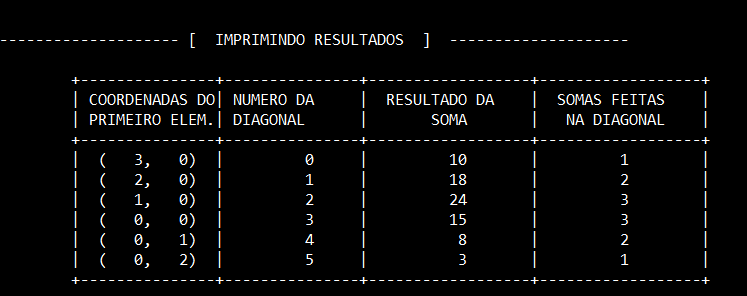 -------------------- [  IMPRIMINDO RESULTADOS  ]  --------------------
+---------------+---------------+------------------+------------------+
| COORDENADAS DO| NUMERO DA     |  RESULTADO DA    |  SOMAS FEITAS    |
| PRIMEIRO ELEM.| DIAGONAL      |       SOMA       |   NA DIAGONAL    |
+---------------+---------------+------------------+------------------+
|  (   3,   0)  |         0     |         10       |         1        |
|  (   2,   0)  |         1     |         18       |         2        |
|  (   1,   0)  |         2     |         24       |         3        |
|  (   0,   0)  |         3     |         15       |         3        |
|  (   0,   1)  |         4     |          8       |         2        |
|  (   0,   2)  |         5     |          3       |         1        |
+---------------+---------------+------------------+------------------+